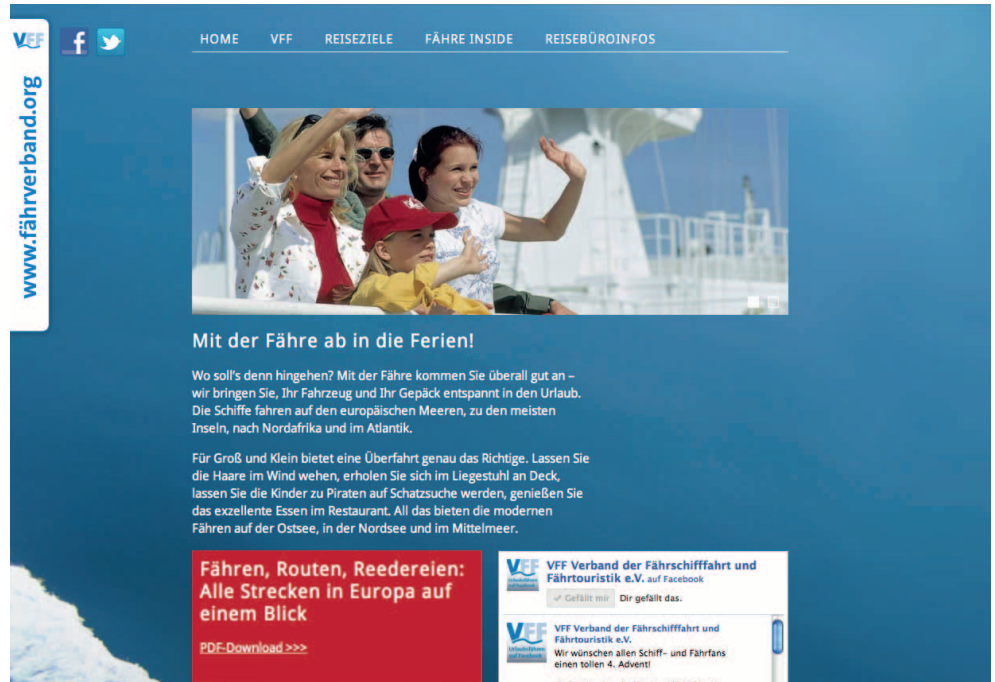 VFF
www.fährverband.org
HOME VFF REISEZIELE FÄHRE INSIDE REISEBÜROINFOS
Mit der Fähre ab in die Ferien!
Wo soll's denn hingehen? Mit der Fähre kommen Sie überall gut an –
wir bringen Sie, Ihr Fahrzeug und Ihr Gepäck entspannt in den Urlaub.
Die Schiffe fahren auf den europäischen Meeren, zu den meisten
Inseln, nach Nordafrika und im Atlantik.
Für Groß und Klein bietet eine Überfahrt genau das Richtige. Lassen Sie
die Haare im Wind wehen, erholen Sie sich im Liegestuhl an Deck,
lassen Sie die Kinder zu Piraten auf Schatzsuche werden, genießen Sie
das exzellente Essen im Restaurant. All das bieten die modernen
Fähren auf der Ostsee, in der Nordsee und im Mittelmeer.
Fähren, Routen, Reedereien:
Alle Strecken in Europa auf
einem Blick
PDF-Download >>>
VFF
Urlaubsfähren
auf Facebook
VFF Verband der Fährschifffahrt und
Fährtouristik e.V. auf Facebook
Gefällt mir Dir gefällt das.
VFF
Urlaubsfähren
auf Facebook
VFF Verband der Fährschifffahrt und
Fährtouristik e.V.
Wir wünschen allen Schiff- und Fährfans
einen tollen 4. Advent!